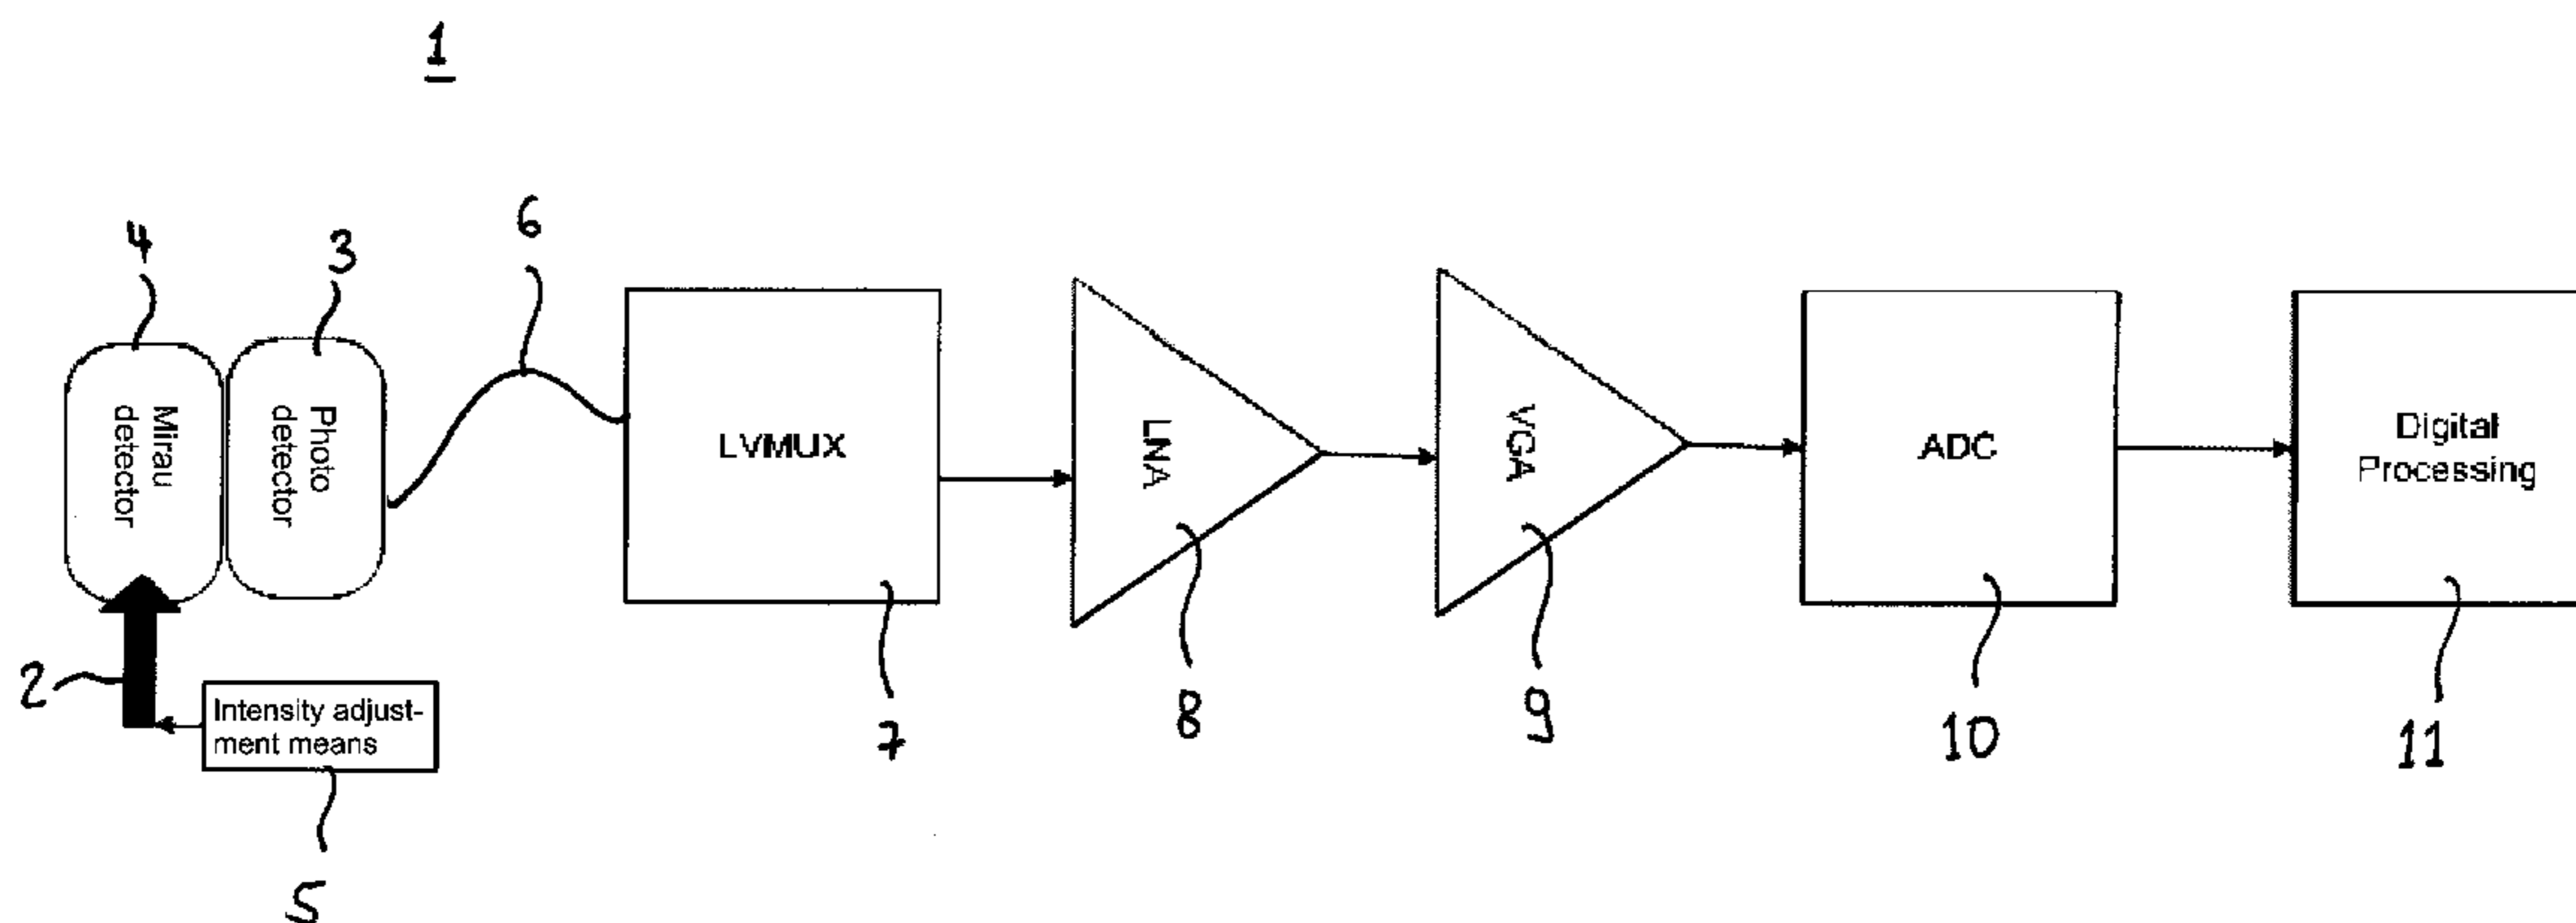 1
4
3
6
Mirau
detector
Photo
detector
LVMUX
LNA
VGA
ADC
Digital
Processing
2
Intensity adjust-
ment means
5
7
8
9
10
11